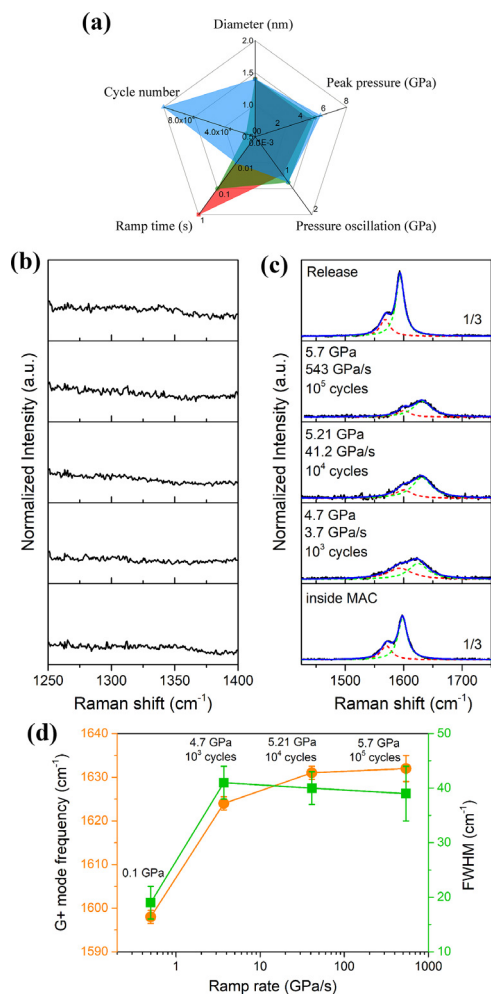 (a)
Diameter (nm)
2.0
1.5
1.0
Peak pressure (GPa)
8
6
4
2
Cycle number
8.0x10⁴
4.0x10⁴
0.01
0.1
1
Ramp time (s)
1
2
Pressure oscillation (GPa)
(b)
Normalized Intensity (a.u.)
1250 1300 1350 1400
Raman shift (cm⁻¹)
(c)
Normalized Intensity (a.u.)
Release
1/3
5.7 GPa
543 GPa/s
10⁵ cycles
5.21 GPa
41.2 GPa/s
10⁴ cycles
4.7 GPa
3.7 GPa/s
10³ cycles
inside MAC
1/3
1500 1600 1700
Raman shift (cm⁻¹)
(d)
G+ mode frequency (cm⁻¹)
1640
1630
1620
1610
1600
1590
4.7 GPa
10³ cycles
5.21 GPa
10⁴ cycles
5.7 GPa
10⁵ cycles
0.1 GPa
50
40
30
20
10
FWHM (cm⁻¹)
1 10 100 1000
Ramp rate (GPa/s)